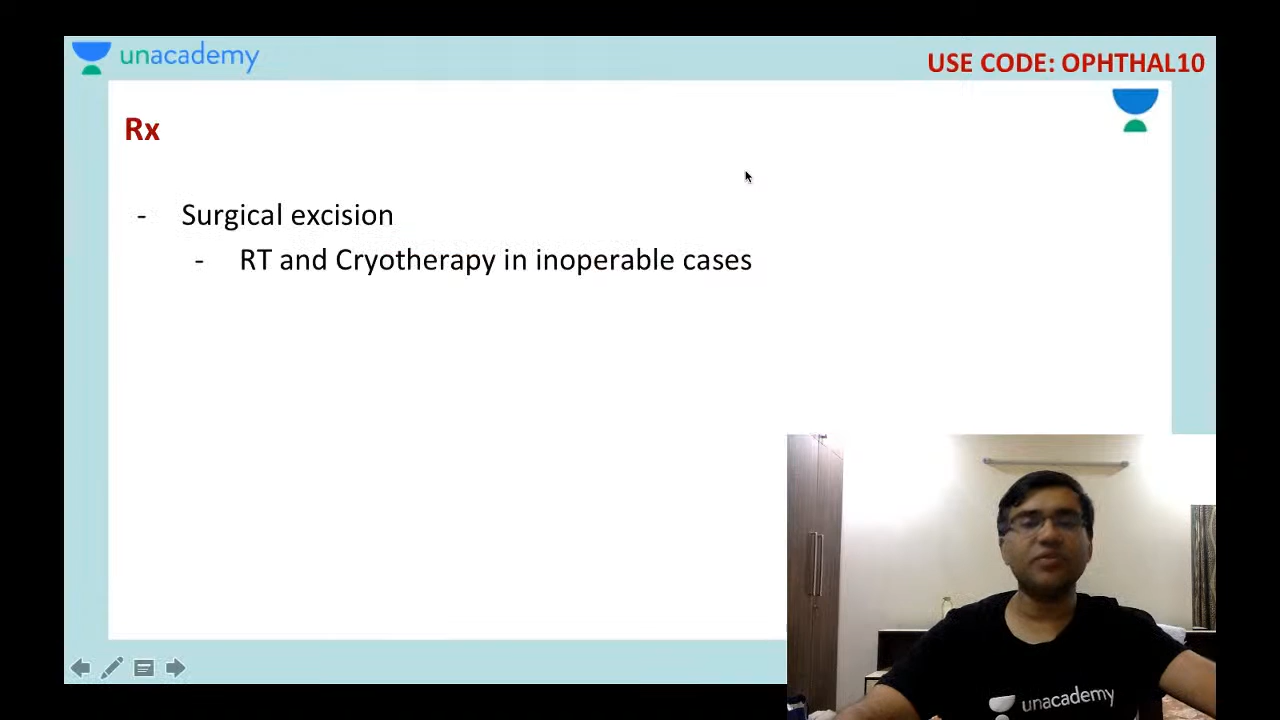 unacademy
USE CODE: OPHTHAL10
Rx
- Surgical excision
- RT and Cryotherapy in inoperable cases
unacademy